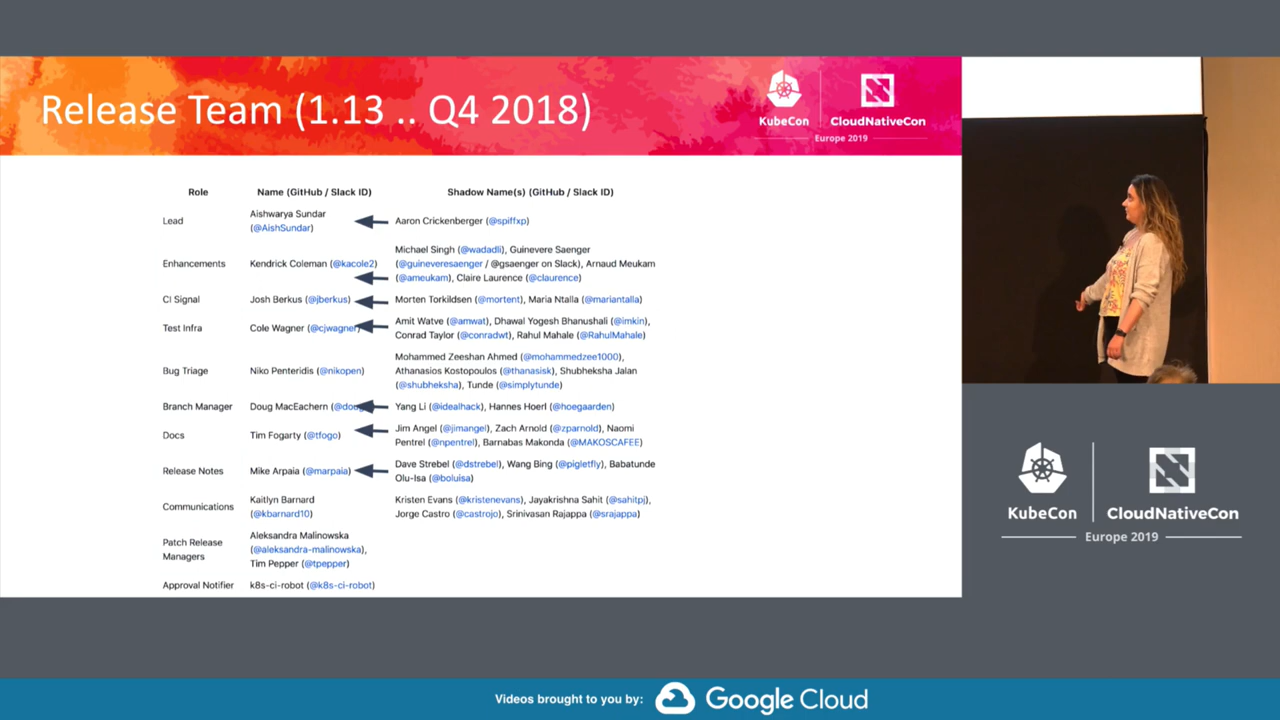 Release Team (1.13 .. Q4 2018)
KubeCon
CloudNativeCon
Europe 2019
Role Name (GitHub / Slack ID) Shadow Name(s) (GitHub / Slack ID)
Lead
Aishwarya Sundar
(@AishSundar)
Aaron Crickenberger (@spiffxp)
Enhancements
Kendrick Coleman (@kacole2)
Michael Singh (@wadadli), Guinevere Saenger
(@guineveresaenger / @gsaenger on Slack), Arnaud Meukam
(@ameukam), Claire Laurence (@claurence)
CI Signal
Josh Berkus (@jberkus)
Morten Torkildsen (@mortent), Maria Ntalla (@mariantalla)
Test Infra
Cole Wagner (@cjwagner)
Amit Watve (@amwat), Dhawal Yogesh Bhanushali (@imkin),
Conrad Taylor (@conradwt), Rahul Mahale (@RahulMahale)
Bug Triage
Niko Penteridis (@nikopen)
Mohammed Zeeshan Ahmed (@mohammedzee1000),
Athanasios Kostopoulos (@thanasisk), Shubheksha Jalan
(@shubheksha), Tunde (@simplytunde)
Branch Manager
Doug MacEachern
Yang Li (@idealhack), Hannes Hoerl (@hoegaarden)
Docs
Tim Fogarty (@tfogo)
Jim Angel (@jimangel), Zach Arnold (@zparnold), Naomi
Pentrel (@npentrel), Barnabas Makonda (@MAKOSCAFEE)
Release Notes
Mike Arpaia (@marpaia)
Dave Strebel (@dstrebel), Wang Bing (@pigletfly), Babatunde
Olu-Isa (@boluisa)
Communications
Kaitlyn Barnard
(@kbarnard10)
Kristen Evans (@kristenevans), Jayakrishna Sahit (@sahitpj),
Jorge Castro (@castrojo), Srinivasan Rajappa (@srajappa)
Patch Release
Managers
Aleksandra Malinowska
(@aleksandra-malinowska),
Tim Pepper (@tpepper)
Approval Notifier
k8s-ci-robot (@k8s-ci-robot)
KubeCon
CloudNativeCon
Europe 2019
Videos brought to you by: Google Cloud